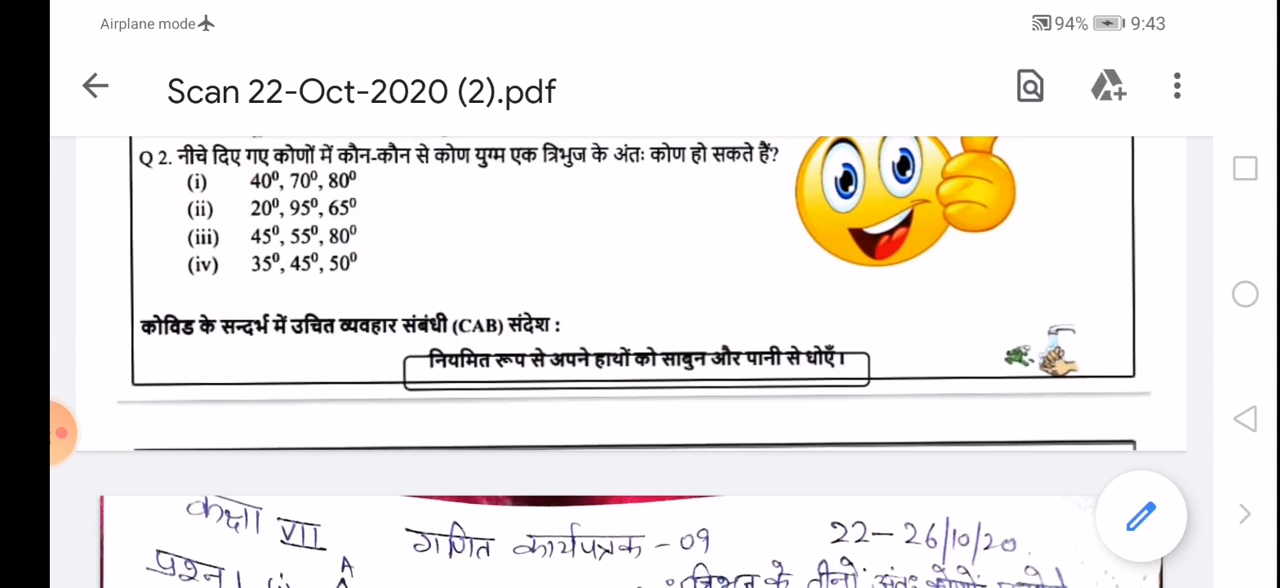 Airplane mode 94% 9:43
Scan 22-Oct-2020 (2).pdf
Q 2. नीचे दिए गए कोणों में कौन-कौन से कोण युग्म एक त्रिभुज के अंतः कोण हो सकते हैं?
(i) 40⁰, 70⁰, 80⁰
(ii) 20⁰, 95⁰, 65⁰
(iii) 45⁰, 55⁰, 80⁰
(iv) 35⁰, 45⁰, 50⁰
कोविड के सन्दर्भ में उचित व्यवहार संबंधी (CAB) संदेश :
नियमित रूप से अपने हाथों को साबुन और पानी से धोएँ।
कक्षा VII गणित कार्यपत्रक - 09 22-26/10/20.
प्रश्न 1 A त्रिभुज के तीनों अंतः कोणों